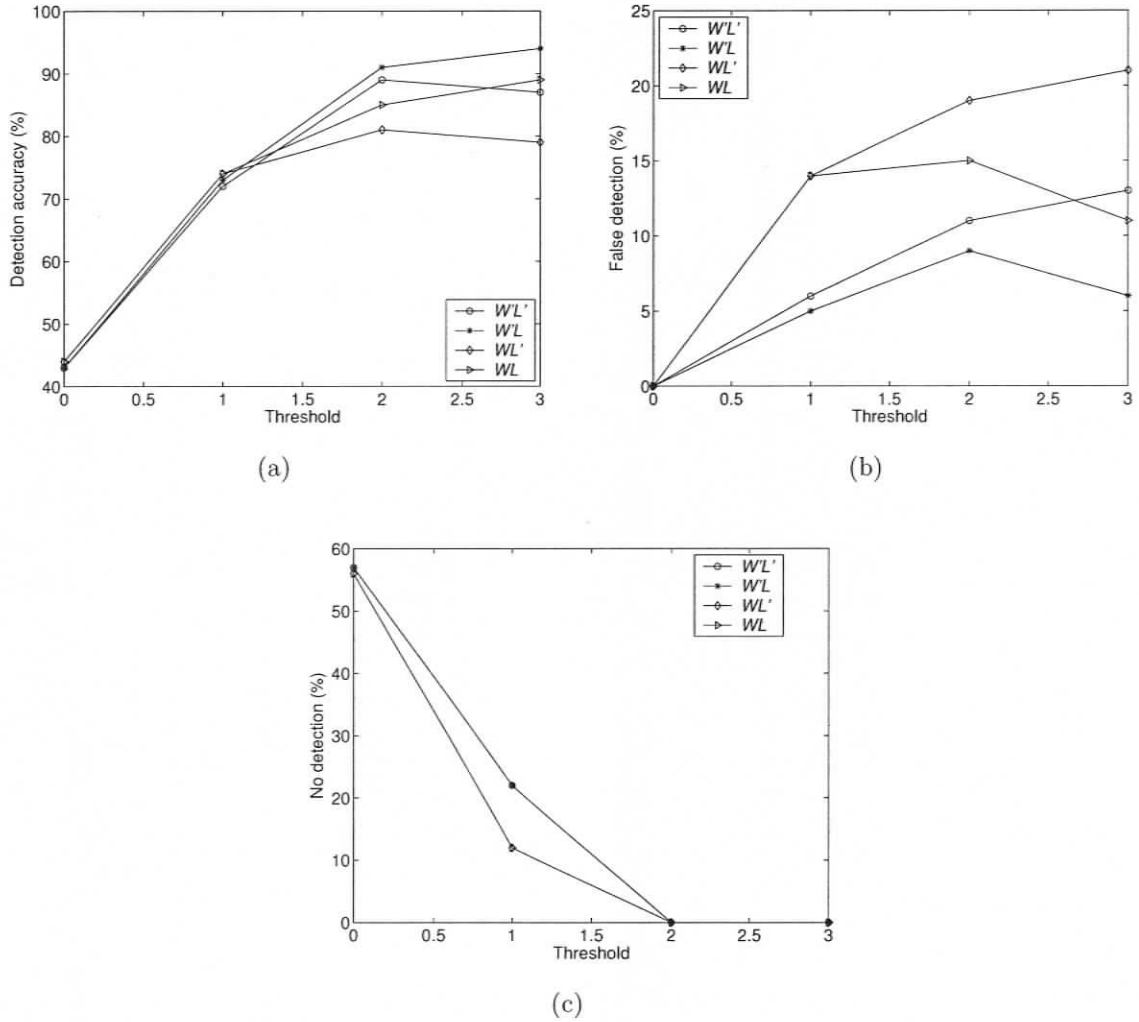 100
90
80
70
60
50
40
Detection accuracy (%)
0 0.5 1 1.5 2 2.5 3
Threshold
W'L'
W'L
WL'
WL
(a)
25
20
15
10
5
0
False detection (%)
0 0.5 1 1.5 2 2.5 3
Threshold
W'L'
W'L
WL'
WL
(b)
60
50
40
30
20
10
0
No detection (%)
0 0.5 1 1.5 2 2.5 3
Threshold
W'L'
W'L
WL'
WL
(c)